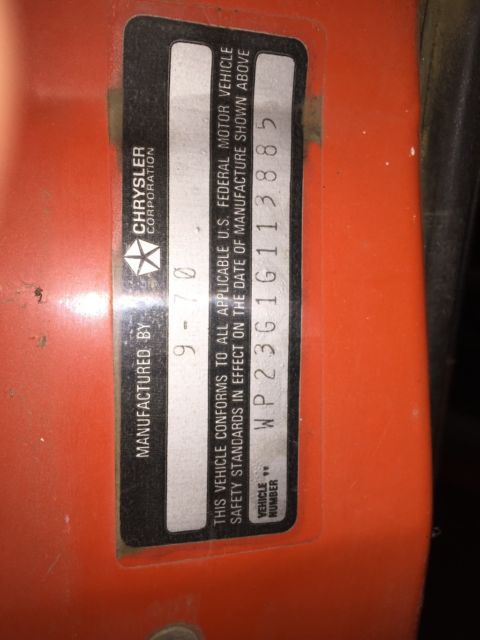 MANUFACTURED BY CHRYSLER CORPORATION
9-70
THIS VEHICLE CONFORMS TO ALL APPLICABLE U.S. FEDERAL MOTOR VEHICLE
SAFETY STANDARDS IN EFFECT ON THE DATE OF MANUFACTURE SHOWN ABOVE
VEHICLE NUMBER " WP23G1G113885